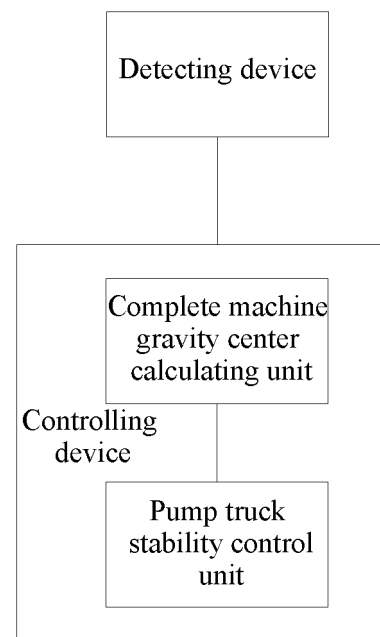 Detecting device
Complete machine
gravity center
calculating unit
Controlling
device
Pump truck
stability control
unit